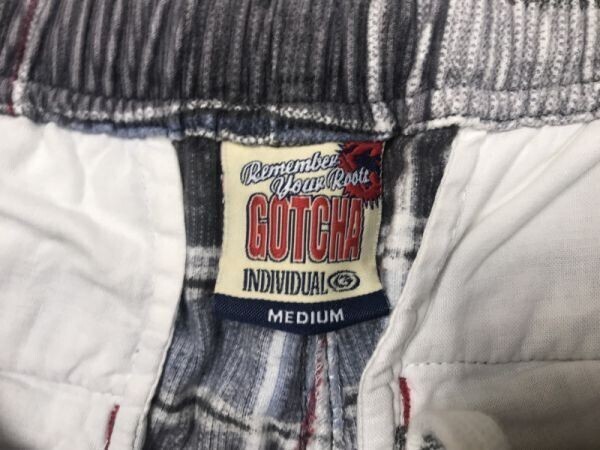 Remember
Your Roots
GOTCHA
INDIVIDUAL
MEDIUM